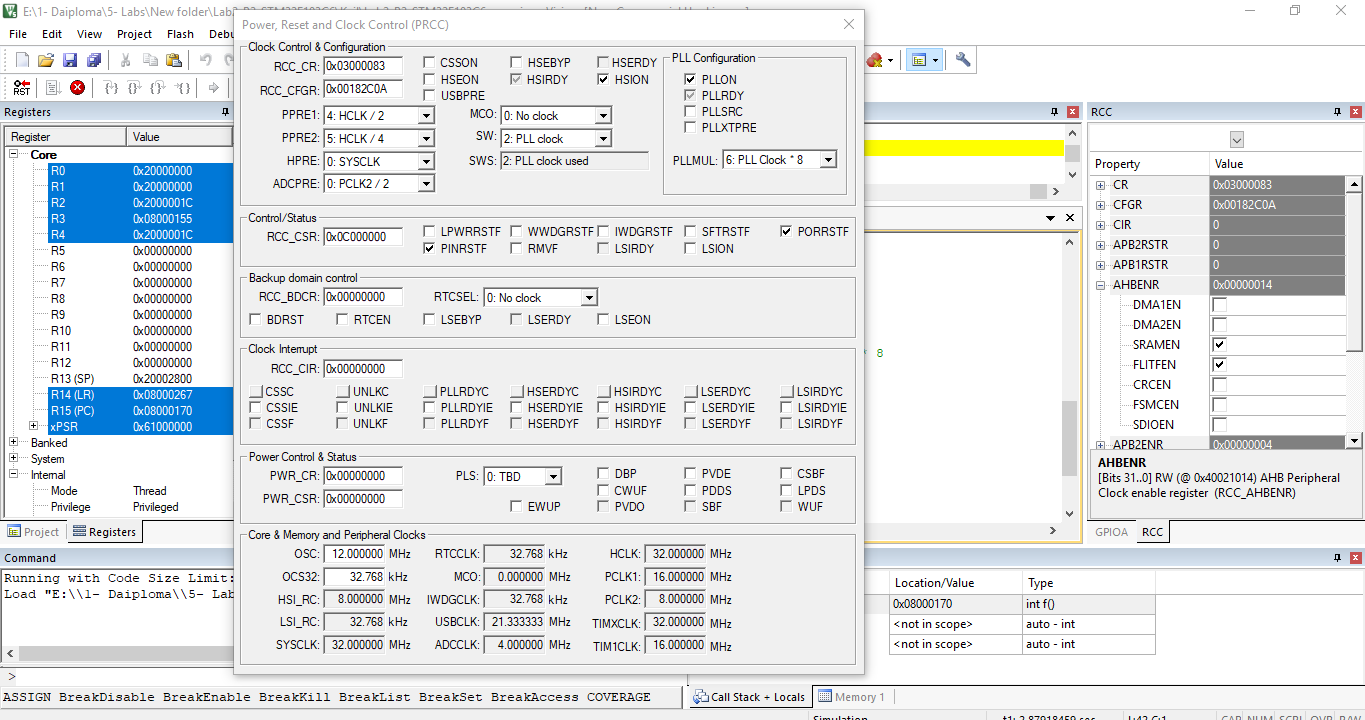 E:\1- Daiploma\5- Labs\New folder\Lab
File Edit View Project Flash Debu
Registers
Register Value
Core
R0 0x20000000
R1 0x20000000
R2 0x2000001C
R3 0x08000155
R4 0x2000001C
R5 0x00000000
R6 0x00000000
R7 0x00000000
R8 0x00000000
R9 0x00000000
R10 0x00000000
R11 0x00000000
R12 0x00000000
R13 (SP) 0x20002800
R14 (LR) 0x08000267
R15 (PC) 0x08000170
xPSR 0x61000000
Banked
System
Internal
Mode Thread
Privilege Privileged
Project Registers
Power, Reset and Clock Control (PRCC)
Clock Control & Configuration
RCC_CR: 0x03000083 CSSON HSEBYP HSERDY
RCC_CFGR: 0x00182C0A HSEON HSIRDY HSION
USBPRE
PPRE1: 4: HCLK / 2 MCO: 0: No clock
PPRE2: 5: HCLK / 4 SW: 2: PLL clock
HPRE: 0: SYSCLK SWS: 2: PLL clock used
ADCPRE: 0: PCLK2 / 2
PLL Configuration
PLLON
PLLRDY
PLLSRC
PLLXTPRE
PLLMUL: 6: PLL Clock * 8
Control/Status
RCC_CSR: 0x0C000000 LPWRRSTF WWDGRSTF IWDGRSTF SFTRSTF PORRSTF
PINRSTF RMVF LSIRDY LSION
Backup domain control
RCC_BDCR: 0x00000000 RTCSEL: 0: No clock
BDRST RTCEN LSEBYP LSERDY LSEON
Clock Interrupt
RCC_CIR: 0x00000000
CSSC UNLKC PLLRDYC HSERDYC HSIRDYC LSERDYC LSIRDYC
CSSIE UNLKIE PLLRDYIE HSERDYIE HSIRDYIE LSERDYIE LSIRDYIE
CSSF UNLKF PLLRDYF HSERDYF HSIRDYF LSERDYF LSIRDYF
Power Control & Status
PWR_CR: 0x00000000 PLS: 0: TBD DBP PVDE CSBF
CWUF PDDS LPDS
PWR_CSR: 0x00000000 EWUP PVDO SBF WUF
Core & Memory and Peripheral Clocks
OSC: 12.000000 MHz RTCCLK: 32.768 kHz HCLK: 32.000000 MHz
OCS32: 32.768 kHz MCO: 0.000000 MHz PCLK1: 16.000000 MHz
HSI_RC: 8.000000 MHz IWDGCLK: 32.768 kHz PCLK2: 8.000000 MHz
LSI_RC: 32.768 kHz USBCLK: 21.333333 MHz TIMXCLK: 32.000000 MHz
SYSCLK: 32.000000 MHz ADCCLK: 4.000000 MHz TIM1CLK: 16.000000 MHz
* 8
RCC
Property Value
CR 0x03000083
CFGR 0x00182C0A
CIR 0
APB2RSTR 0
APB1RSTR 0
AHBENR 0x00000014
DMA1EN
DMA2EN
SRAMEN
FLITFEN
CRCEN
FSMCEN
SDIOEN
APB2ENR 0x00000004
AHBENR
[Bits 31..0] RW (@ 0x40021014) AHB Peripheral
Clock enable register (RCC_AHBENR)
GPIOA RCC
Command
Running with Code Size Limit:
Load "E:\\1- Daiploma\\5- Lab
>
ASSIGN BreakDisable BreakEnable BreakKill BreakList BreakSet BreakAccess COVERAGE
Location/Value Type
0x08000170 int f()
<not in scope> auto - int
<not in scope> auto - int
Call Stack + Locals Memory 1
Simulation t1: 2.87918459 sec L:42 C:1 CAP NUM SCRL OVR R/W